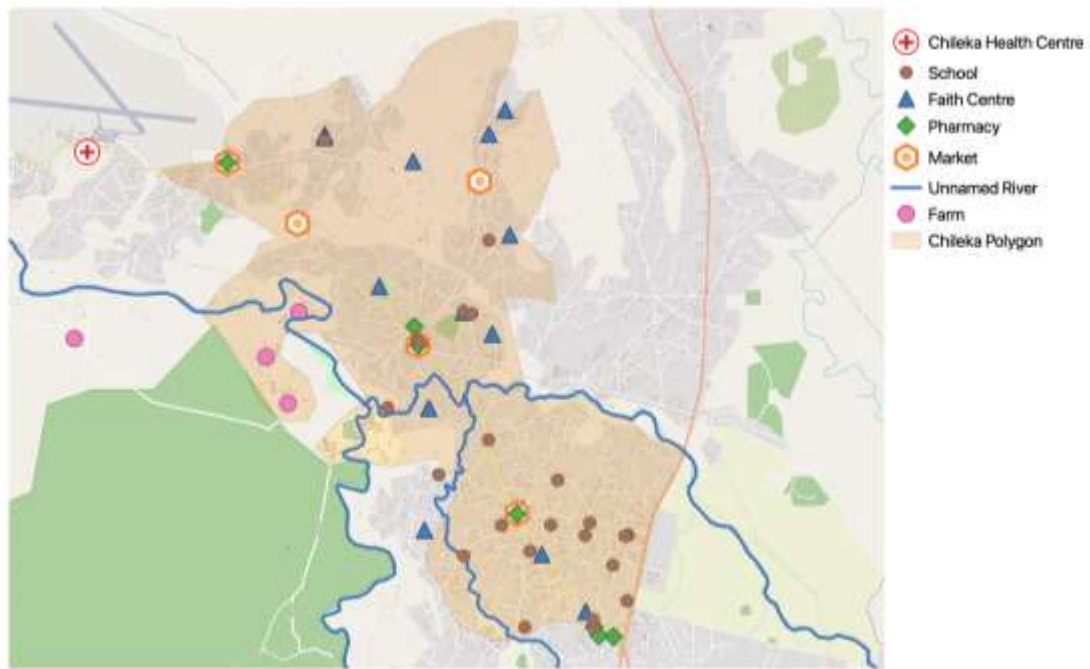 Chileka Health Centre
School
Faith Centre
Pharmacy
Market
Unnamed River
Farm
Chileka Polygon